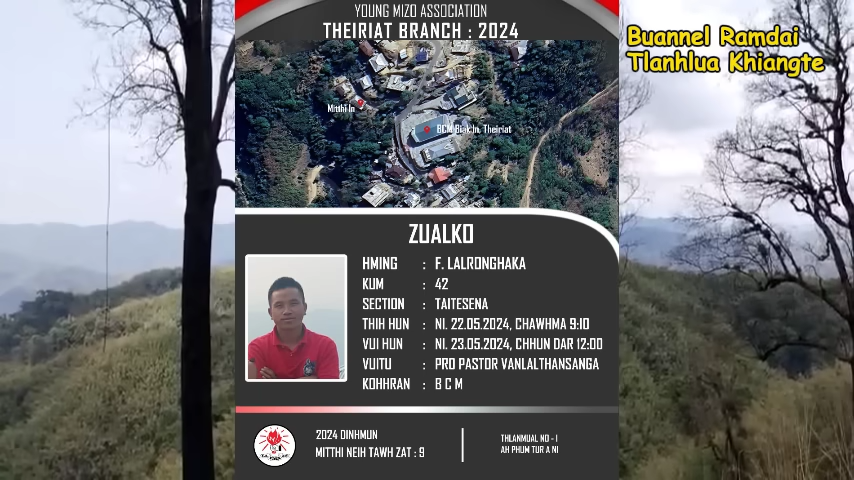 YOUNG MIZO ASSOCIATION
THEIRIAT BRANCH : 2024
Buannel Ramdai
Tlanhlua Khiangte
Mitthi In
BCM Biak In, Theiriat
ZUALKO
HMING : F. LALRONGHAKA
KUM : 42
SECTION : TAITESENA
THIH HUN : NI. 22.05.2024, CHAWHMA 9:10
VUI HUN : NI. 23.05.2024, CHHUN DAR 12:00
VUITU : PRO PASTOR VANLALTHANSANGA
KOHHRAN : B C M
2024 DINHMUN
MITTHI NEIH TAWH ZAT : 9
THLANMUAL NO - I
AH PHUM TUR A NI